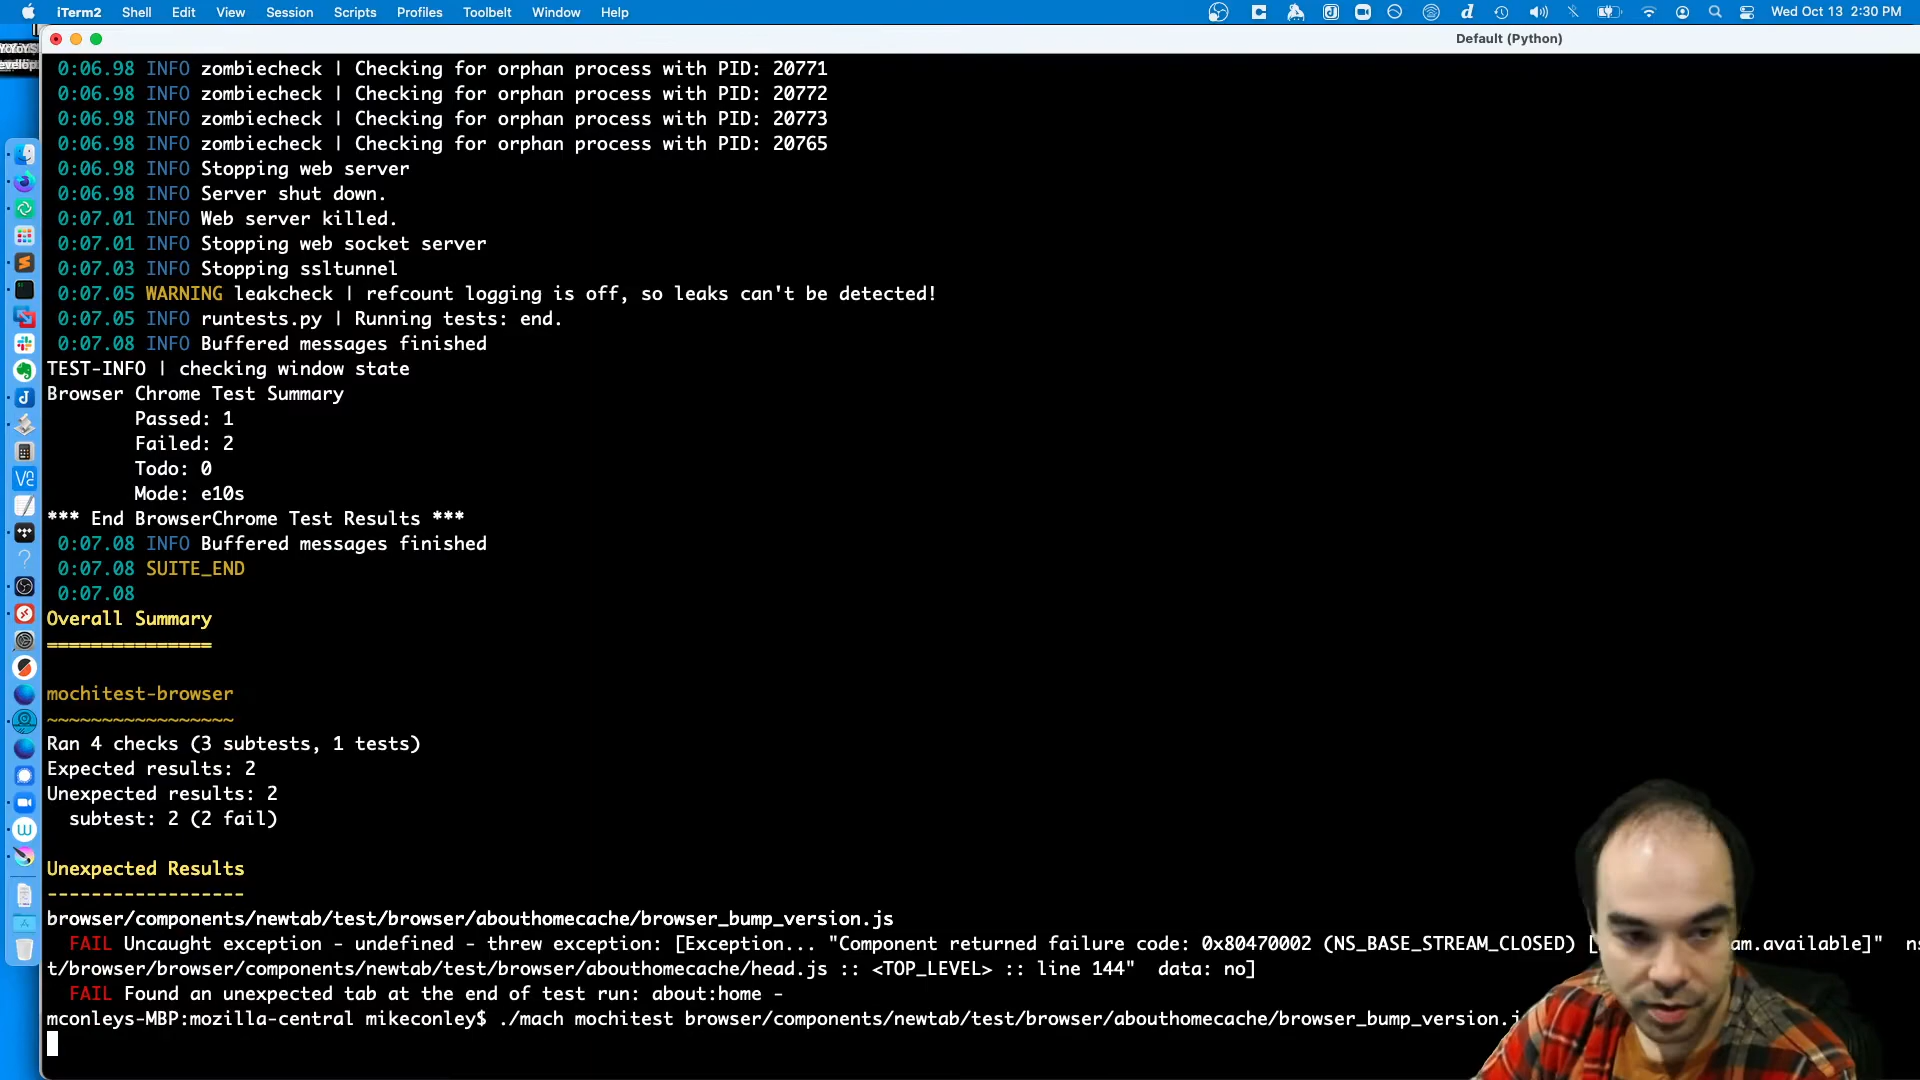 iTerm2 Shell Edit View Session Scripts Profiles Toolbelt Window Help Wed Oct 13 2:30 PM
Default (Python)
0:06.98 INFO zombiecheck | Checking for orphan process with PID: 20771
0:06.98 INFO zombiecheck | Checking for orphan process with PID: 20772
0:06.98 INFO zombiecheck | Checking for orphan process with PID: 20773
0:06.98 INFO zombiecheck | Checking for orphan process with PID: 20765
0:06.98 INFO Stopping web server
0:06.98 INFO Server shut down.
0:07.01 INFO Web server killed.
0:07.01 INFO Stopping web socket server
0:07.03 INFO Stopping ssltunnel
0:07.05 WARNING leakcheck | refcount logging is off, so leaks can't be detected!
0:07.05 INFO runtests.py | Running tests: end.
0:07.08 INFO Buffered messages finished
TEST-INFO | checking window state
Browser Chrome Test Summary
Passed: 1
Failed: 2
Todo: 0
Mode: e10s
*** End BrowserChrome Test Results ***
0:07.08 INFO Buffered messages finished
0:07.08 SUITE_END
0:07.08
Overall Summary
===============
mochitest-browser
~~~~~~~~~~~~~~~~~
Ran 4 checks (3 subtests, 1 tests)
Expected results: 2
Unexpected results: 2
subtest: 2 (2 fail)
Unexpected Results
------------------
browser/components/newtab/test/browser/abouthomecache/browser_bump_version.js
FAIL Uncaught exception - undefined - threw exception: [Exception... "Component returned failure code: 0x80470002 (NS_BASE_STREAM_CLOSED) [ am.available]" ns
t/browser/browser/components/newtab/test/browser/abouthomecache/head.js :: <TOP_LEVEL> :: line 144" data: no]
FAIL Found an unexpected tab at the end of test run: about:home -
mconleys-MBP:mozilla-central mikeconley$ ./mach mochitest browser/components/newtab/test/browser/abouthomecache/browser_bump_version.j